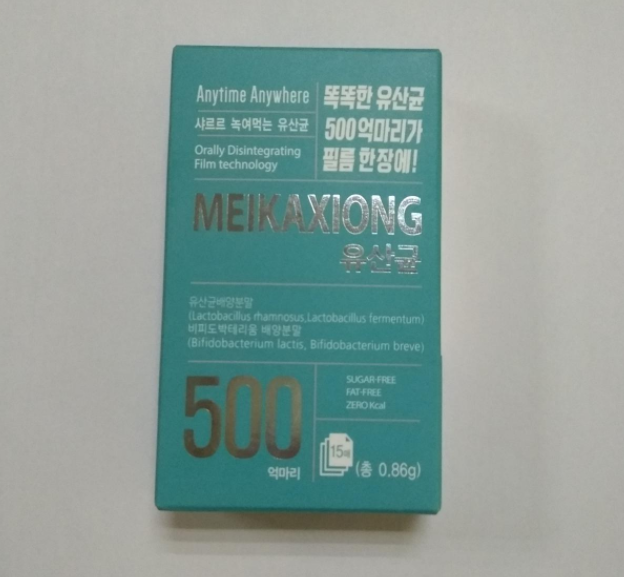 Anytime Anywhere
샤르르 녹여먹는 유산균
Orally Disintegrating
Film technology
똑똑한 유산균
500억마리가
필름 한장에!
MEIKAXIONG
유산균
유산균배양분말
(Lactobacillus rhamnosus,Lactobacillus fermentum)
비피도박테리움 배양분말
(Bifidobacterium lactis, Bifidobacterium breve)
500
억마리
SUGAR-FREE
FAT-FREE
ZERO Kcal
15매
(총 0.86g)